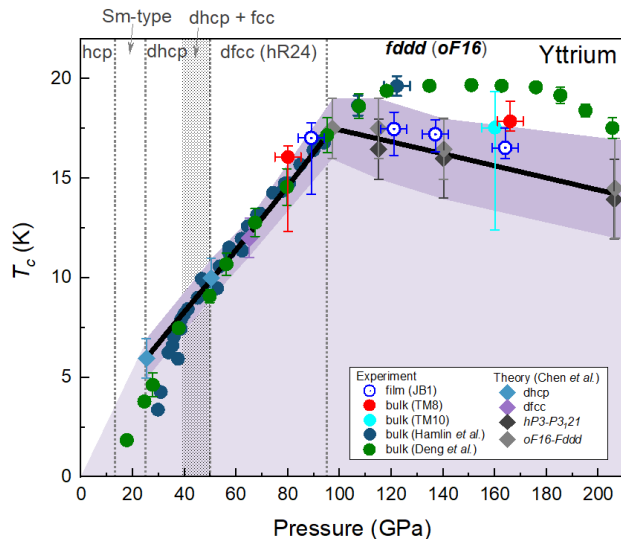 Sm-type
dhcp + fcc
hcp
dhcp
dfcc (hR24)
fddd (oF16)
Yttrium
20
15
10
5
0
T_c (K)
Experiment
film (JB1)
bulk (TM8)
bulk (TM10)
bulk (Hamlin et al.)
bulk (Deng et al.)
Theory (Chen et al.)
dhcp
dfcc
hP3-P3₁21
oF16-Fddd
0 20 40 60 80 100 120 140 160 180 200
Pressure (GPa)